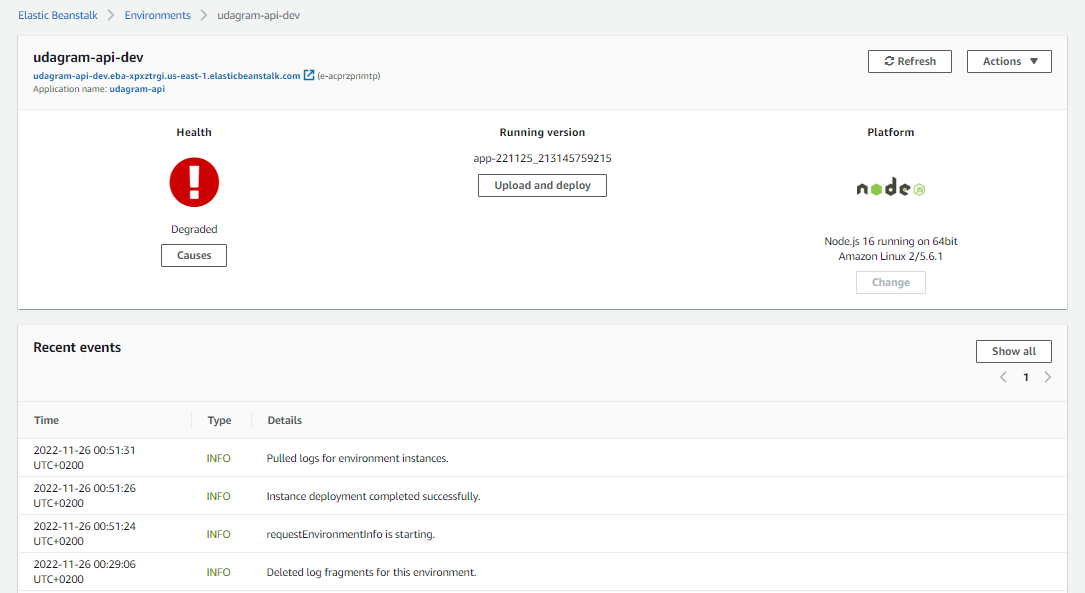 Elastic Beanstalk > Environments > udagram-api-dev
udagram-api-dev
udagram-api-dev.eba-xpxztrgi.us-east-1.elasticbeanstalk.com (e-acprzpnmtp)
Application name: udagram-api
Refresh
Actions
Health
Running version
Platform
app-221125_213145759215
Upload and deploy
node
JS
Degraded
Causes
Node.js 16 running on 64bit
Amazon Linux 2/5.6.1
Change
Recent events
Show all
1
Time Type Details
2022-11-26 00:51:31
UTC+0200
INFO
Pulled logs for environment instances.
2022-11-26 00:51:26
UTC+0200
INFO
Instance deployment completed successfully.
2022-11-26 00:51:24
UTC+0200
INFO
requestEnvironmentInfo is starting.
2022-11-26 00:29:06
UTC+0200
INFO
Deleted log fragments for this environment.